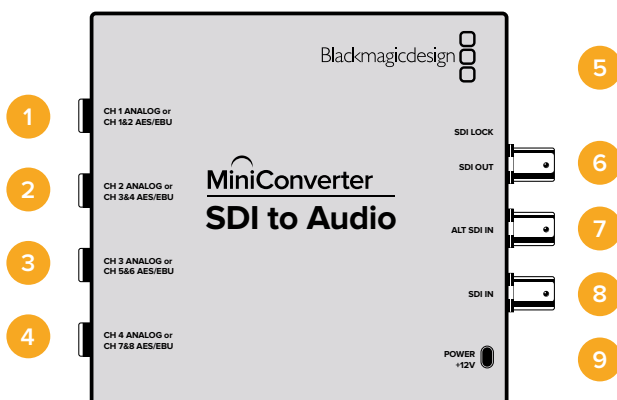 Blackmagicdesign
5
1
CH 1 ANALOG or
CH 1&2 AES/EBU
SDI LOCK
SDI OUT
6
2
CH 2 ANALOG or
CH 3&4 AES/EBU
MiniConverter
SDI to Audio
ALT SDI IN
7
3
CH 3 ANALOG or
CH 5&6 AES/EBU
SDI IN
8
4
CH 4 ANALOG or
CH 7&8 AES/EBU
POWER
+12V
9